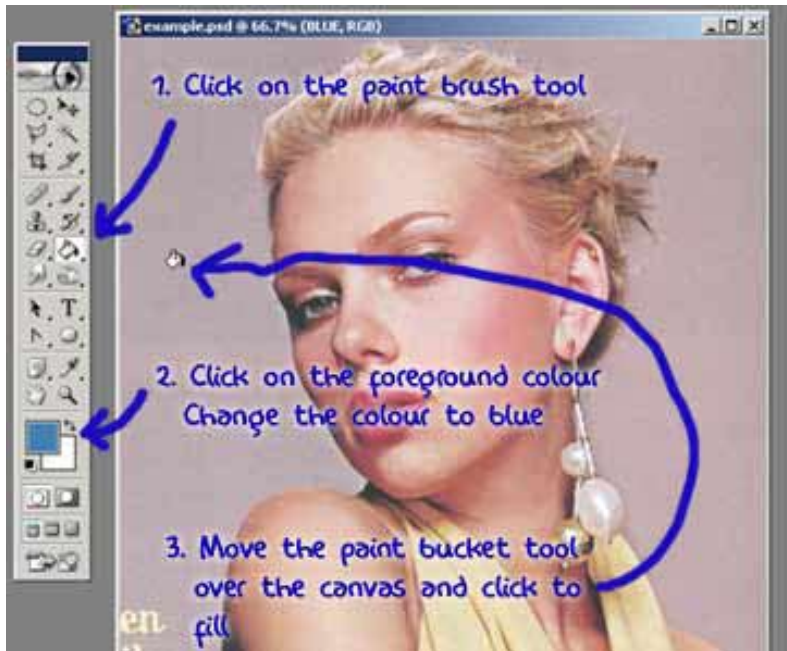 example.psd @ 66.7% (BLUE, RGB)
1. Click on the paint brush tool
T
2. Click on the foreground colour
Change the colour to blue
3. Move the paint bucket tool
over the canvas and click to
fill
en